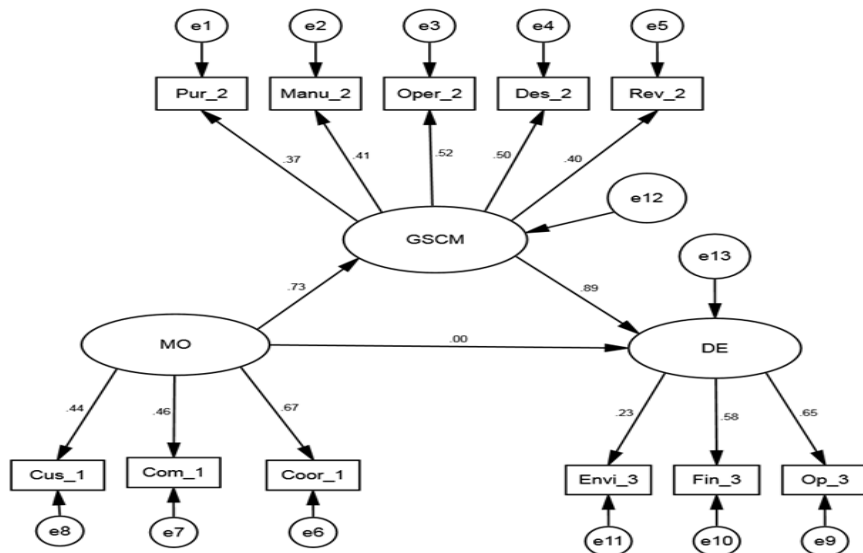 e1 e2 e3 e4 e5
Pur_2 Manu_2 Oper_2 Des_2 Rev_2
.37 .41 .52 .50 .40
e12
GSCM
e13
.73 .89
MO .00 DE
.44 .46 .67 .23 .58 .65
Cus_1 Com_1 Coor_1 Envi_3 Fin_3 Op_3
e8 e7 e6 e11 e10 e9